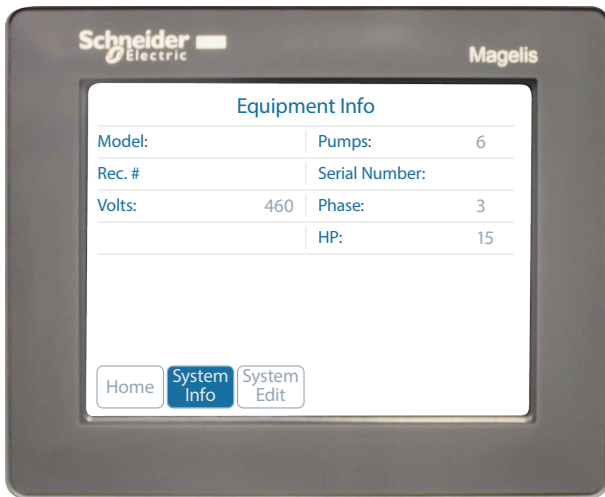 Schneider
Electric
Magelis
Equipment Info
Model:
Pumps: 6
Rec. #
Serial Number:
Volts: 460
Phase: 3
HP: 15
Home
System
Info
System
Edit